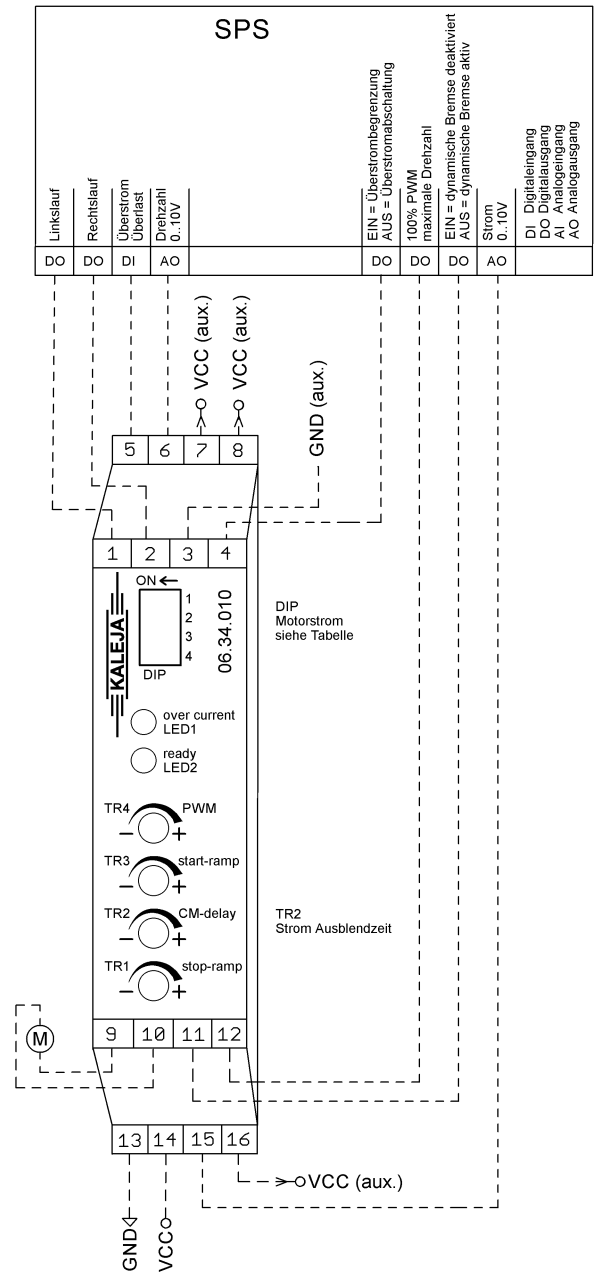 SPS
Linkslauf
Rechtslauf
Überstrom
Überlast
Drehzahl
0..10V
EIN = Überstrombegrenzung
AUS = Überstromabschaltung
100% PWM
maximale Drehzahl
EIN = dynamische Bremse deaktiviert
AUS = dynamische Bremse aktiv
Strom
0..10V
DI Digitaleingang
DO Digitalausgang
AI Analogeingang
AO Analogausgang
DO DO DI AO DO DO DO AO
VCC (aux.)
VCC (aux.)
GND (aux.)
5 6 7 8
1 2 3 4
ON
1
2
3
4
DIP
KALEJA
06.34.010
DIP
Motorstrom
siehe Tabelle
over current
LED1
ready
LED2
TR4 PWM
− +
TR3 start-ramp
− +
TR2 CM-delay
− +
TR1 stop-ramp
− +
TR2
Strom Ausblendzeit
M
9 10 11 12
13 14 15 16
VCC (aux.)
GND
VCC